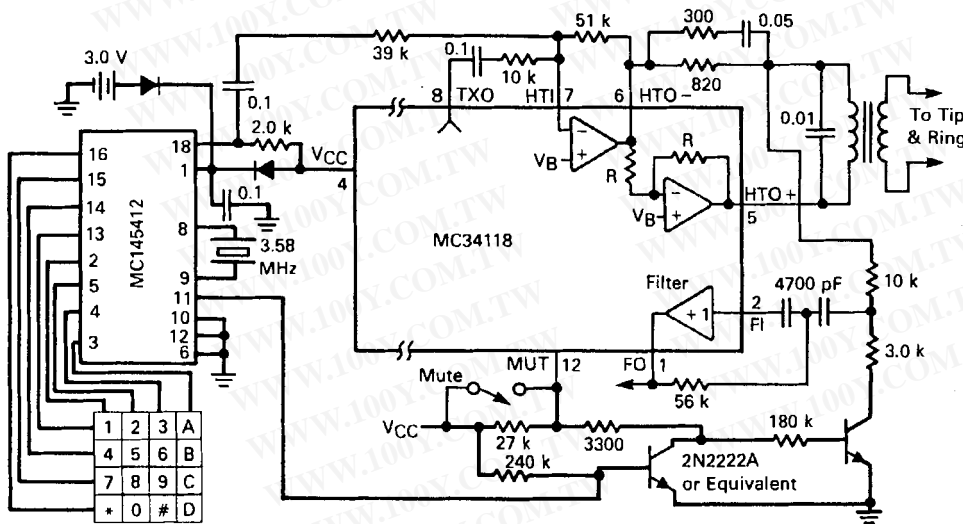 WWW.100Y.COM.TW
3.0 V
39 k
51 k
300
0.05
0.1
10 k
820
8 TXO HTI 7 6 HTO-
0.1
2.0 k
0.01
To Tip
& Ring
16
15
14
13
2
5
4
3
MC145412
18
1
8
9
11
10
12
6
VCC
4
0.1
3.58
MHz
VB
R
R
VB
HTO+
5
MC34118
Filter
+1
2
FI
4700 pF
10 k
3.0 k
MUT 12
FO 1
Mute
56 k
VCC
27 k
3300
180 k
240 k
2N2222A
or Equivalent
1 2 3 A
4 5 6 B
7 8 9 C
* 0 # D